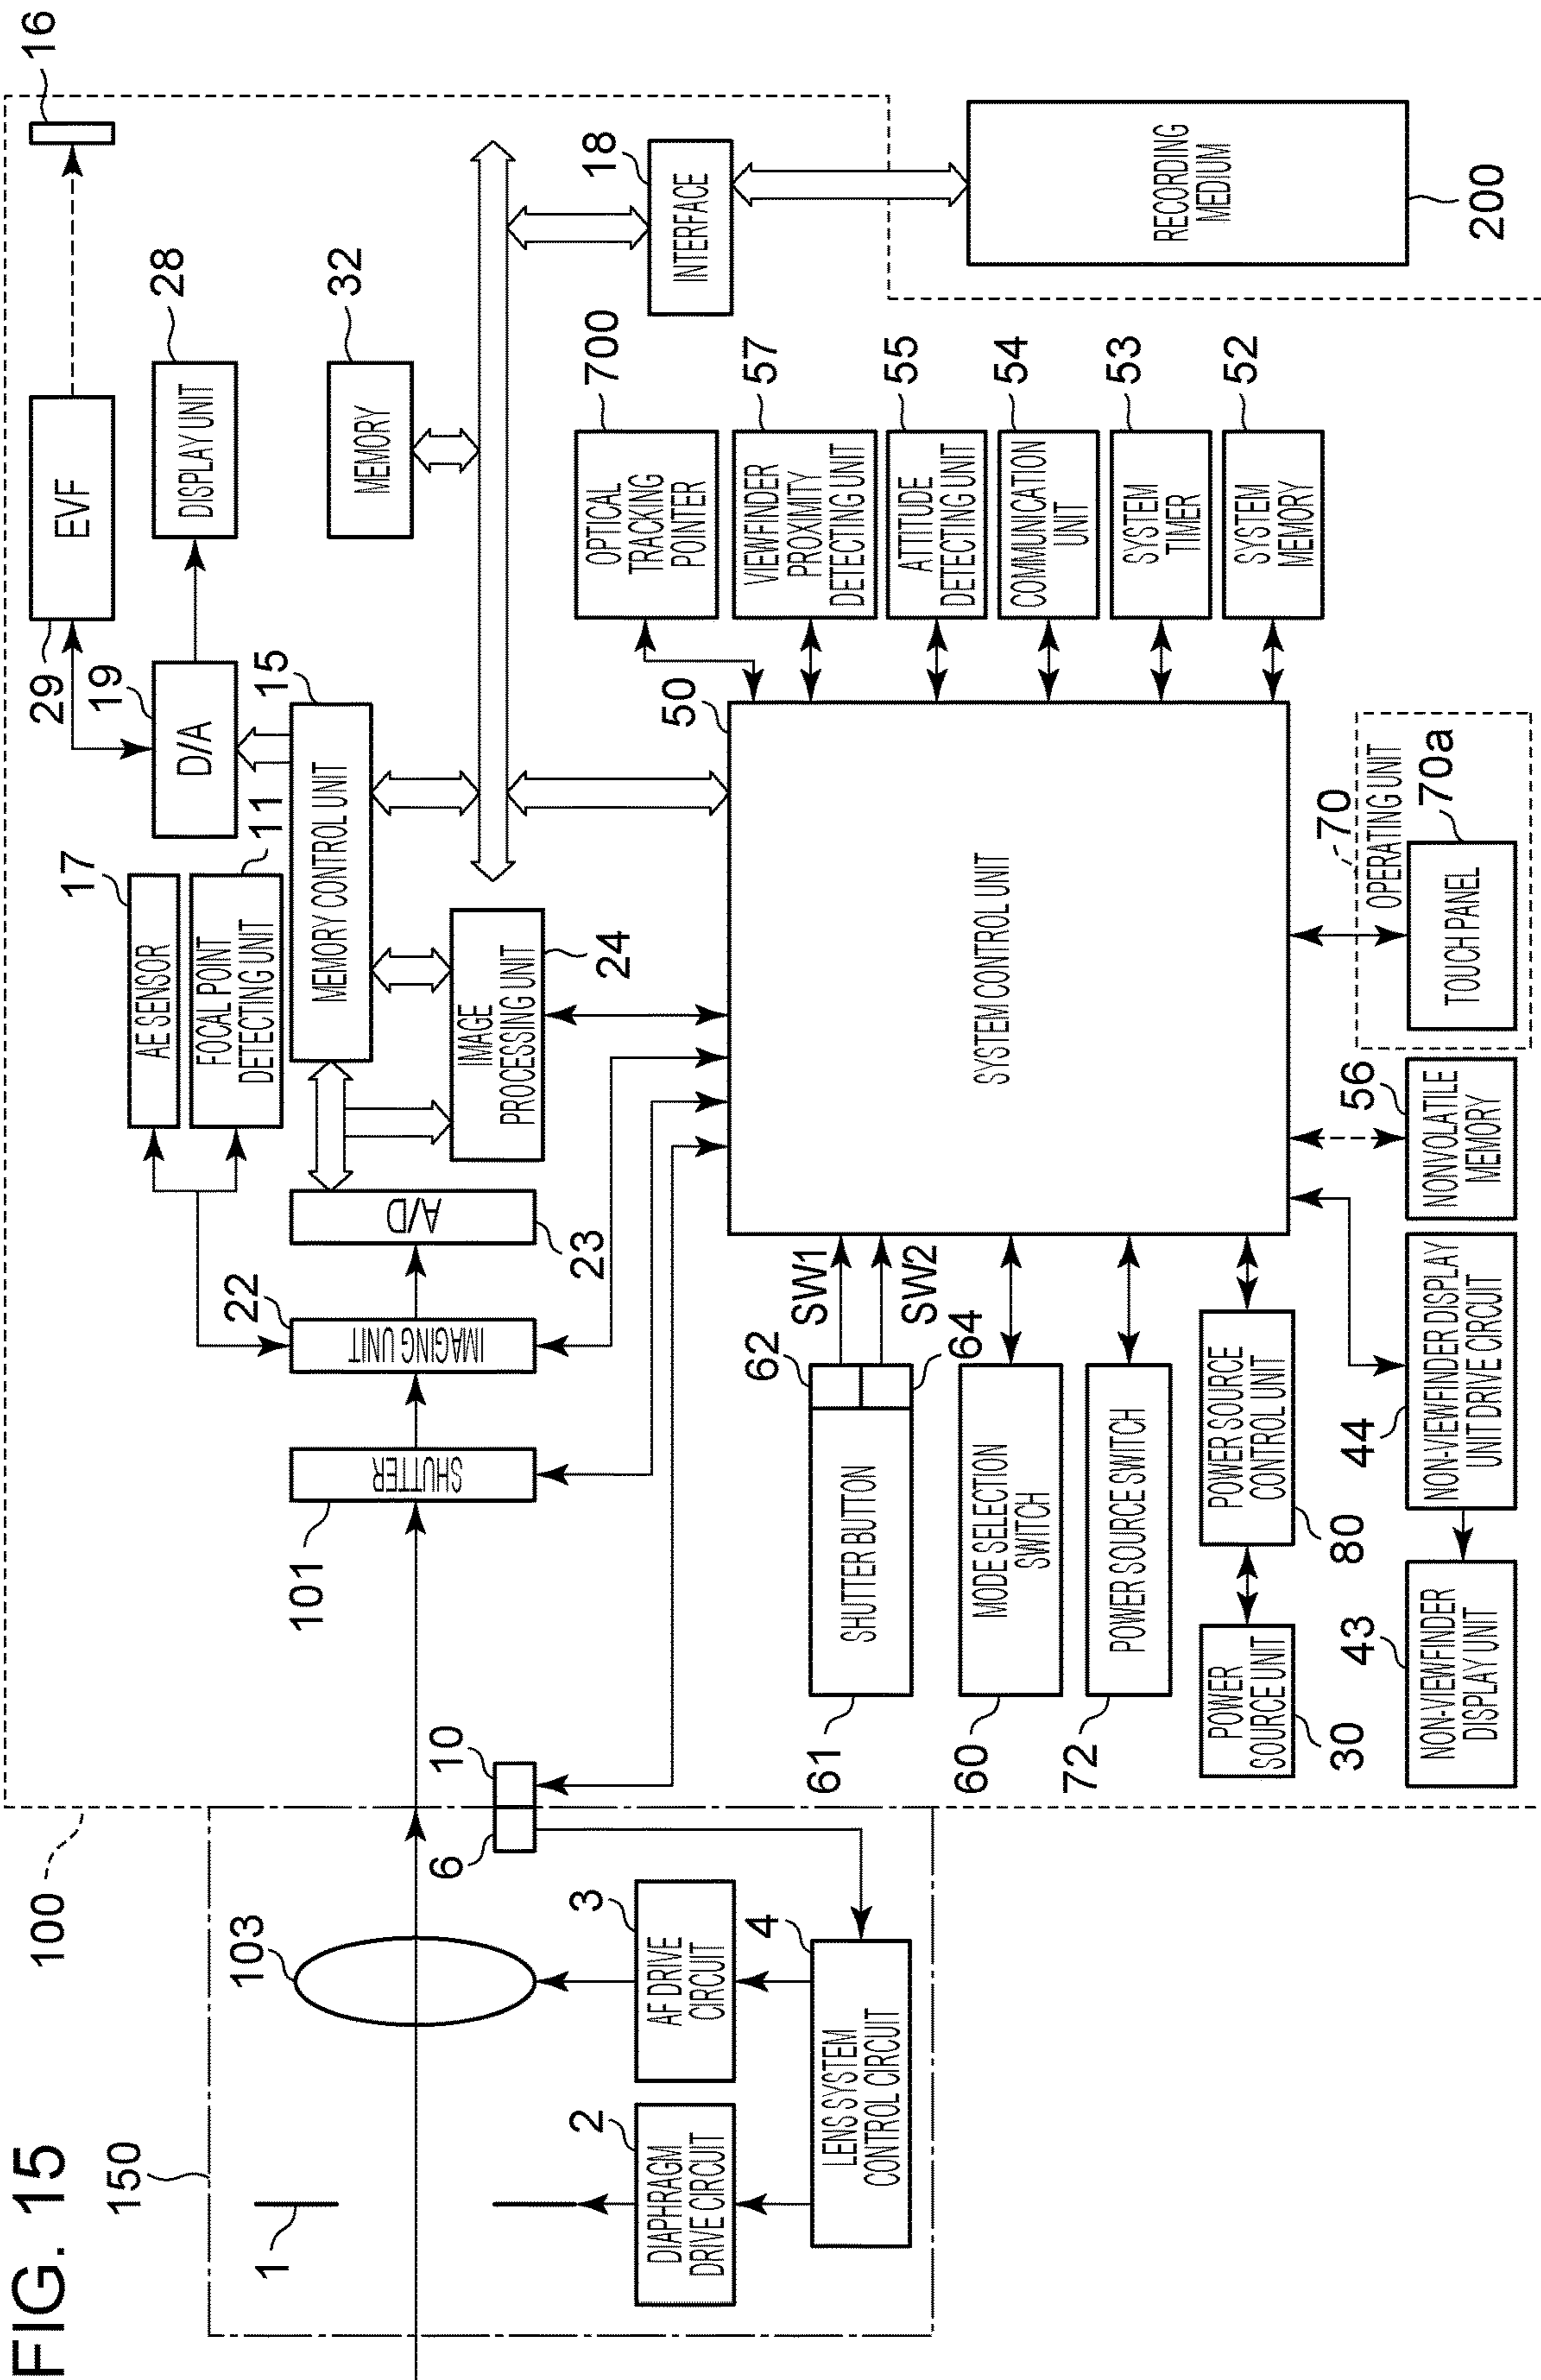 FIG. 15
150
100
1
103
2
DIAPHRAGM
DRIVE CIRCUIT
3
AF DRIVE
CIRCUIT
4
LENS SYSTEM
CONTROL CIRCUIT
6
10
101
SHUTTER
22
IMAGING UNIT
23
A/D
17
AE SENSOR
11
FOCAL POINT
DETECTING UNIT
15
MEMORY CONTROL UNIT
24
IMAGE
PROCESSING UNIT
19
D/A
29
EVF
16
28
DISPLAY UNIT
32
MEMORY
18
INTERFACE
RECORDING
MEDIUM
200
50
SYSTEM CONTROL UNIT
700
OPTICAL
TRACKING
POINTER
57
VIEWFINDER
PROXIMITY
DETECTING UNIT
55
ATTITUDE
DETECTING UNIT
54
COMMUNICATION
UNIT
53
SYSTEM
TIMER
52
SYSTEM
MEMORY
61
SHUTTER BUTTON
62
SW1
64
SW2
60
MODE SELECTION
SWITCH
72
POWER SOURCE SWITCH
30
POWER
SOURCE UNIT
80
POWER SOURCE
CONTROL UNIT
43
NON-VIEWFINDER
DISPLAY UNIT
44
NON-VIEWFINDER DISPLAY
UNIT DRIVE CIRCUIT
56
NONVOLATILE
MEMORY
70
OPERATING UNIT
70a
TOUCH PANEL